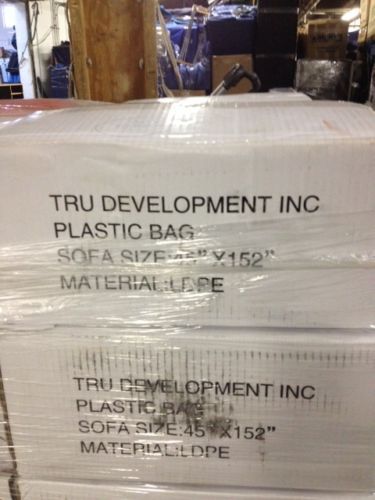 TRU DEVELOPMENT INC
PLASTIC BAG
SOFA SIZE:45" X152"
MATERIAL:LDPE
TRU DEVELOPMENT INC
PLASTIC BAG
SOFA SIZE:45" X152"
MATERIAL:LDPE